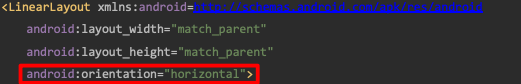 <LinearLayout xmlns:android=http://schemas.android.com/apk/res/android
android:layout_width="match_parent"
android:layout_height="match_parent"
android:orientation="horizontal">